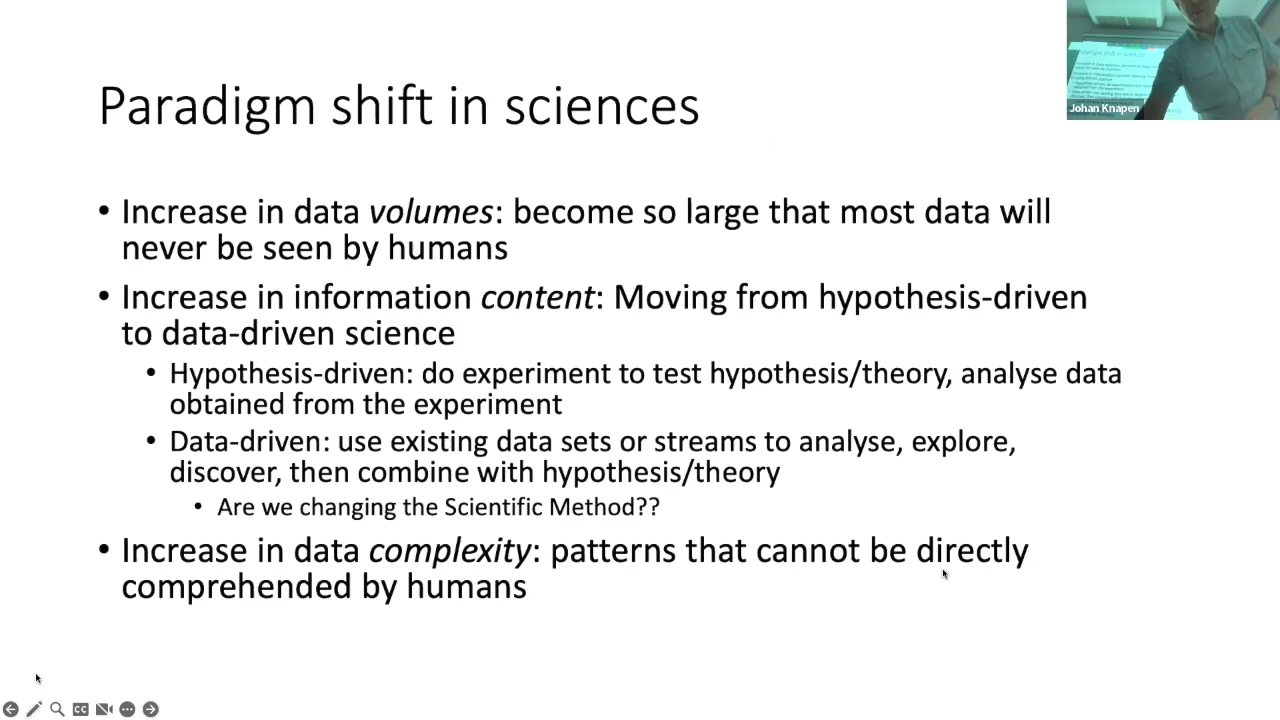 Paradigm shift in sciences
Johan Knapen
• Increase in data volumes: become so large that most data will
never be seen by humans
• Increase in information content: Moving from hypothesis-driven
to data-driven science
• Hypothesis-driven: do experiment to test hypothesis/theory, analyse data
obtained from the experiment
• Data-driven: use existing data sets or streams to analyse, explore,
discover, then combine with hypothesis/theory
• Are we changing the Scientific Method??
• Increase in data complexity: patterns that cannot be directly
comprehended by humans
CC